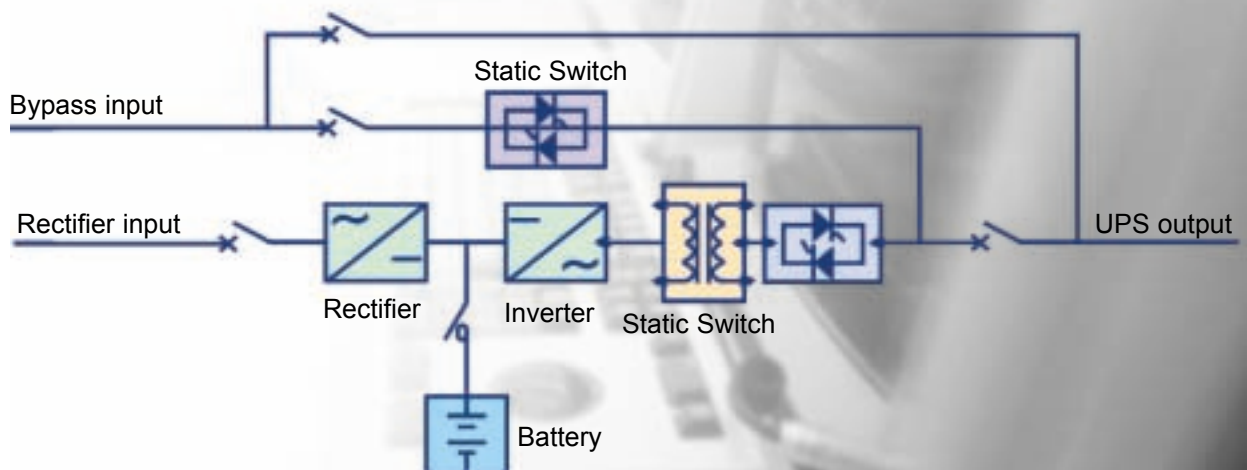 Static Switch
Bypass input
Rectifier input
UPS output
Rectifier
Inverter
Static Switch
Battery